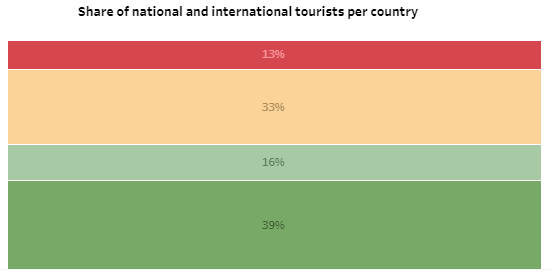 Share of national and international tourists per country
13%
33%
16%
39%